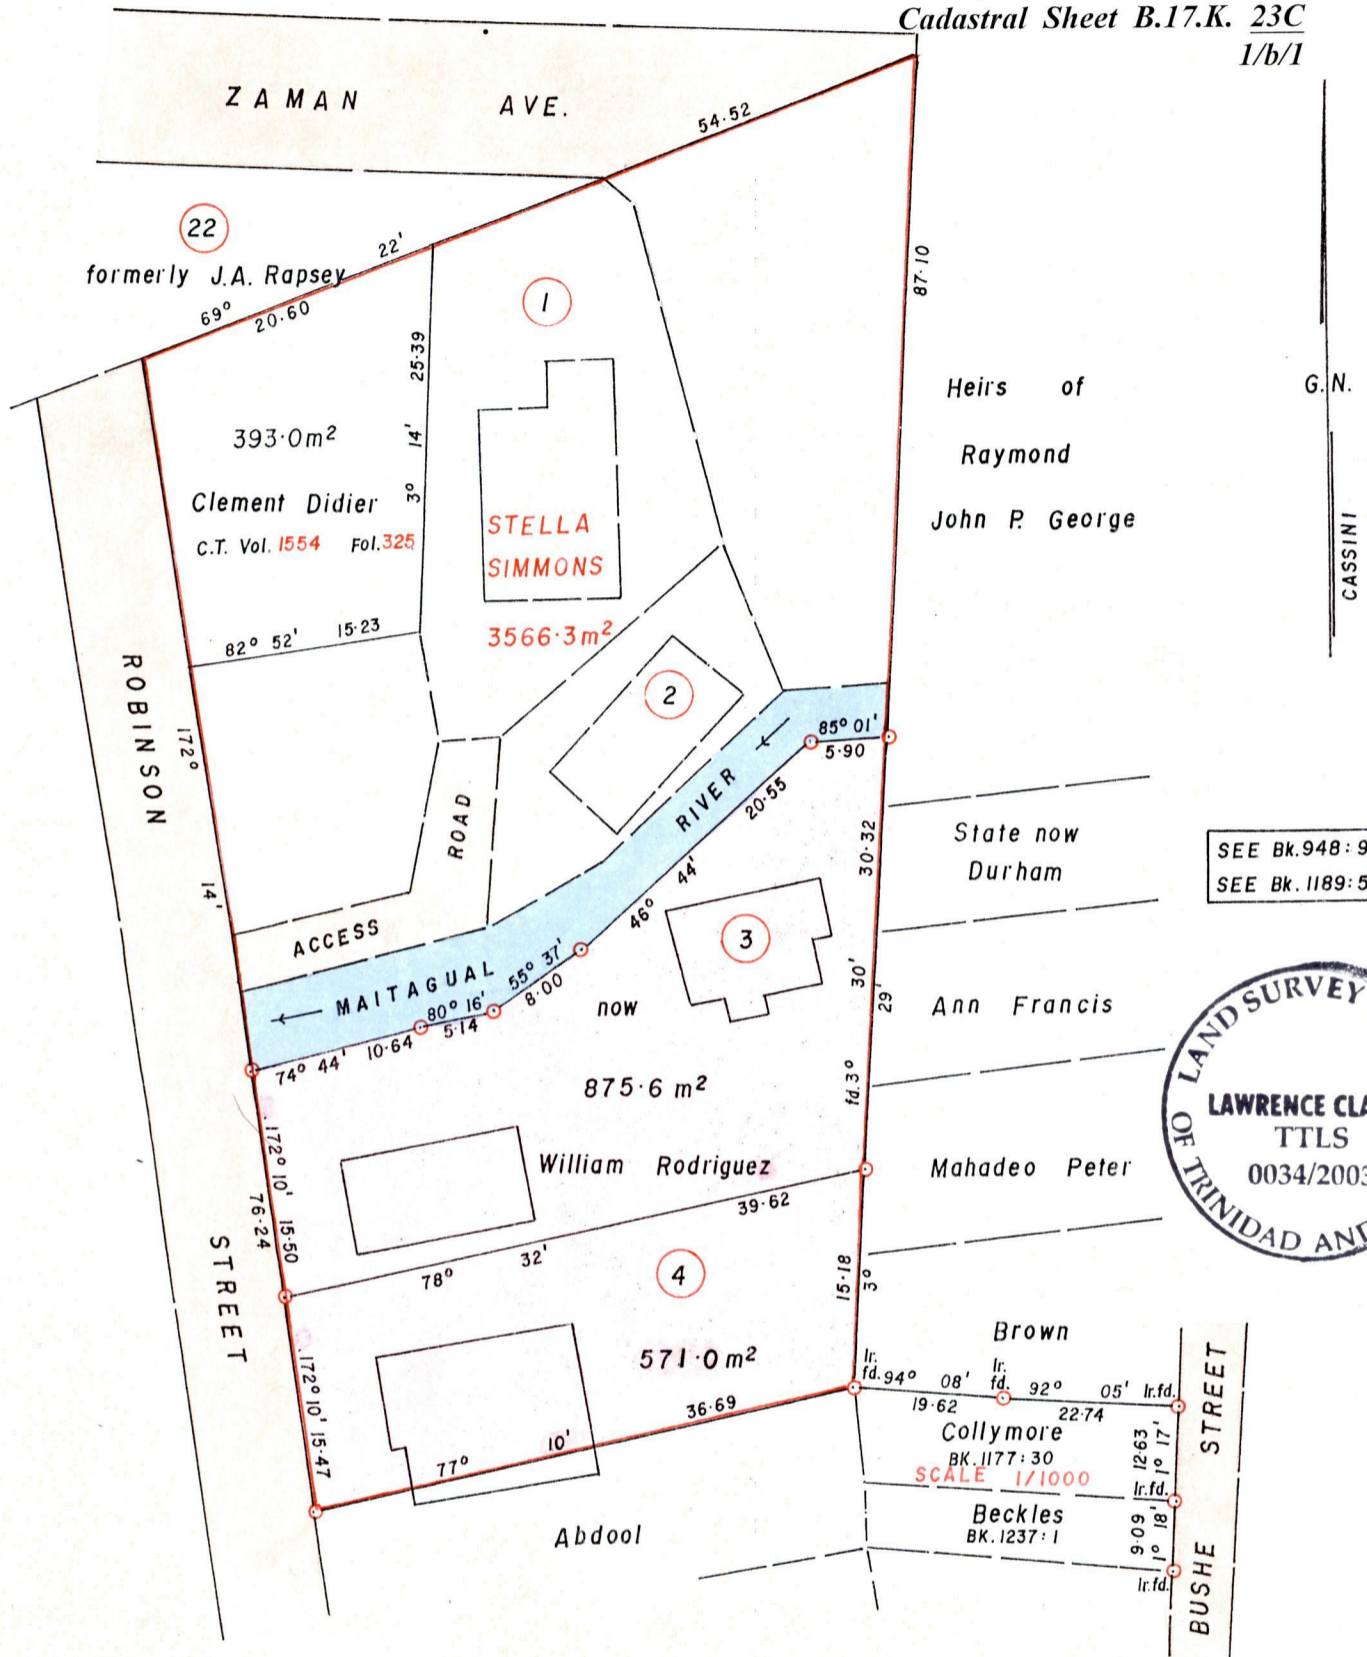 Cadastral Sheet B.17.K. 23C
1/b/1
ZAMAN AVE.
54·52
22
formerly J.A. Rapsey
22'
69°
20·60
1
87·10
25·39
14'
3°
393·0m²
Clement Didier
C.T. Vol. 1554 Fol.325
STELLA
SIMMONS
3566·3m²
Heirs of
Raymond
John P. George
G.N.
CASSINI
82° 52' 15·23
ROBINSON
172°
14'
2
85° 01'
5·90
RIVER
20·55
44'
46°
ROAD
ACCESS
MAITAGUAL
55° 37'
8·00
80° 16'
5·14
10·64
74° 44'
30·32
30'
29'
fd.3°
State now
Durham
SEE Bk.948:9
SEE Bk.1189:5
3
now
Ann Francis
875·6 m²
LAND SURVEY
OF TRINIDAD AND
LAWRENCE CLA
TTLS
0034/2003
William Rodriguez
Mahadeo Peter
172° 10' 15·50
76·24
39·62
78° 32'
STREET
4
15·18
3°
571·0m²
172° 10' 15·47
36·69
77° 10'
Abdool
Brown
Ir.
fd. 94° 08'
Ir.
fd. 92° 05' Ir.fd.
19·62
22·74
Collymore
BK.1177:30
SCALE 1/1000
12·63
1° 17'
Ir.fd.
Beckles
BK.1237:1
9·09
1° 18'
Ir.fd.
BUSHE STREET